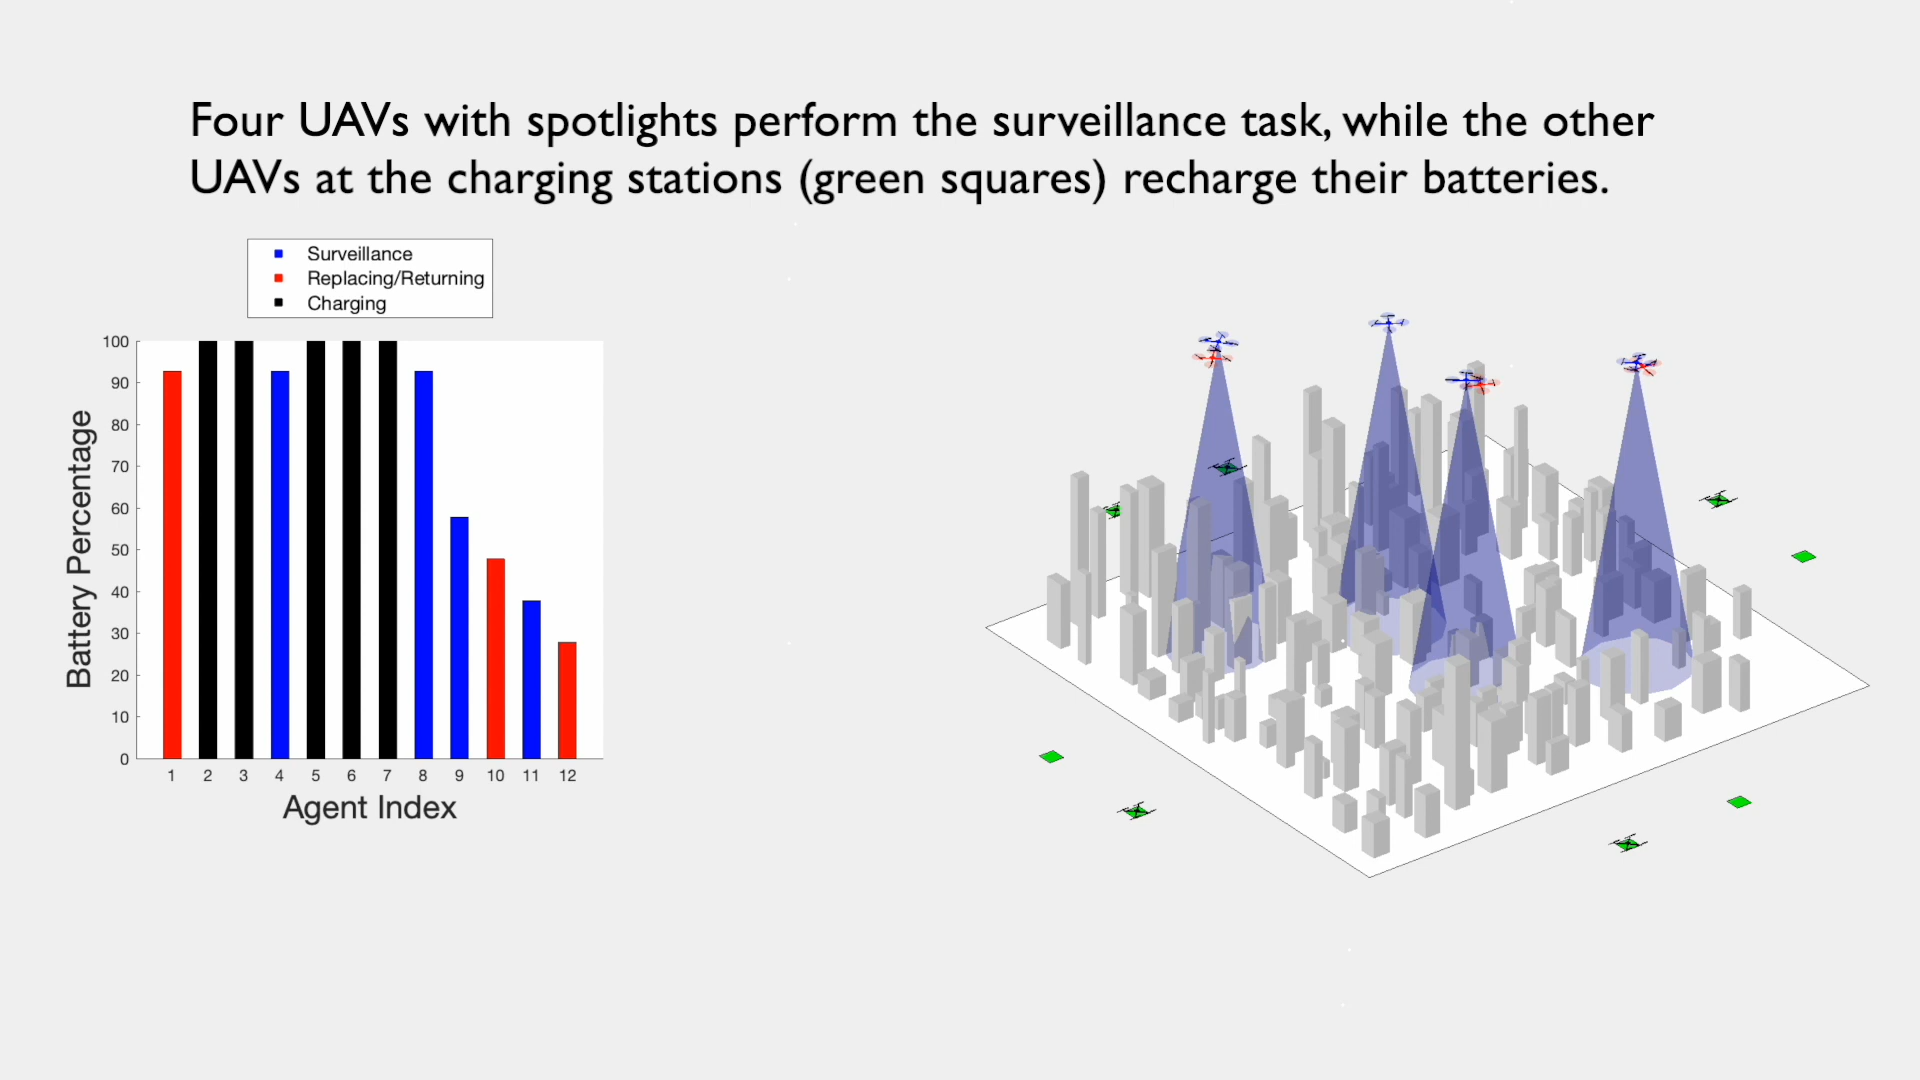 Four UAVs with spotlights perform the surveillance task, while the other
UAVs at the charging stations (green squares) recharge their batteries.
Surveillance
Replacing/Returning
Charging
Battery Percentage
100
90
80
70
60
50
40
30
20
10
0
1 2 3 4 5 6 7 8 9 10 11 12
Agent Index